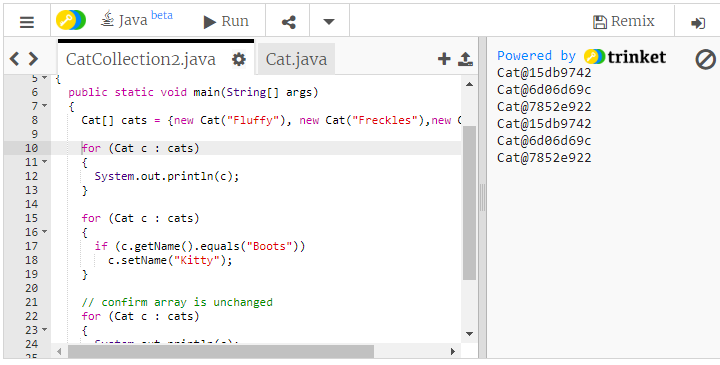 Java beta
Run
Remix
CatCollection2.java
Cat.java
5 {
6 public static void main(String[] args)
7 {
8 Cat[] cats = {new Cat("Fluffy"), new Cat("Freckles"),new
9
10 for (Cat c : cats)
11 {
12 System.out.println(c);
13 }
14
15 for (Cat c : cats)
16 {
17 if (c.getName().equals("Boots"))
18 c.setName("Kitty");
19 }
20
21 // confirm array is unchanged
22 for (Cat c : cats)
23 {
24 System.out.println(c);
25
Powered by trinket
Cat@15db9742
Cat@6d06d69c
Cat@7852e922
Cat@15db9742
Cat@6d06d69c
Cat@7852e922